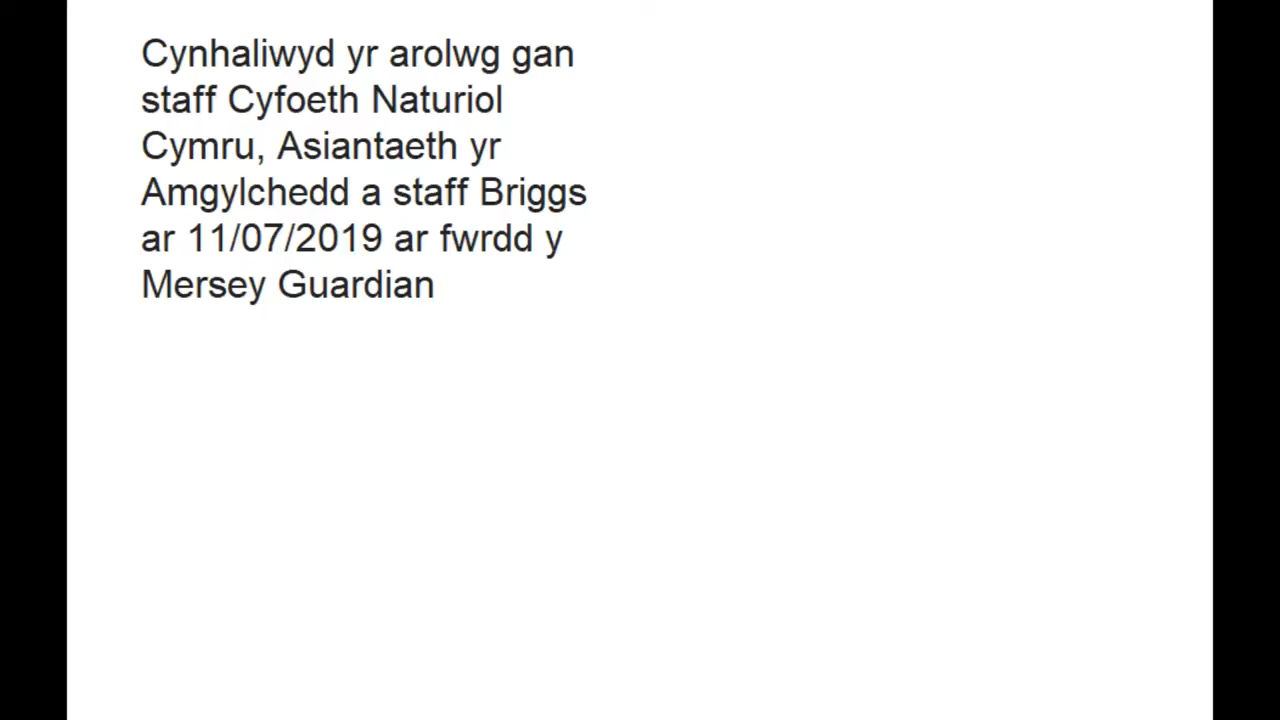 Cynhaliwyd yr arolwg gan
staff Cyfoeth Naturiol
Cymru, Asiantaeth yr
Amgylchedd a staff Briggs
ar 11/07/2019 ar fwrdd y
Mersey Guardian